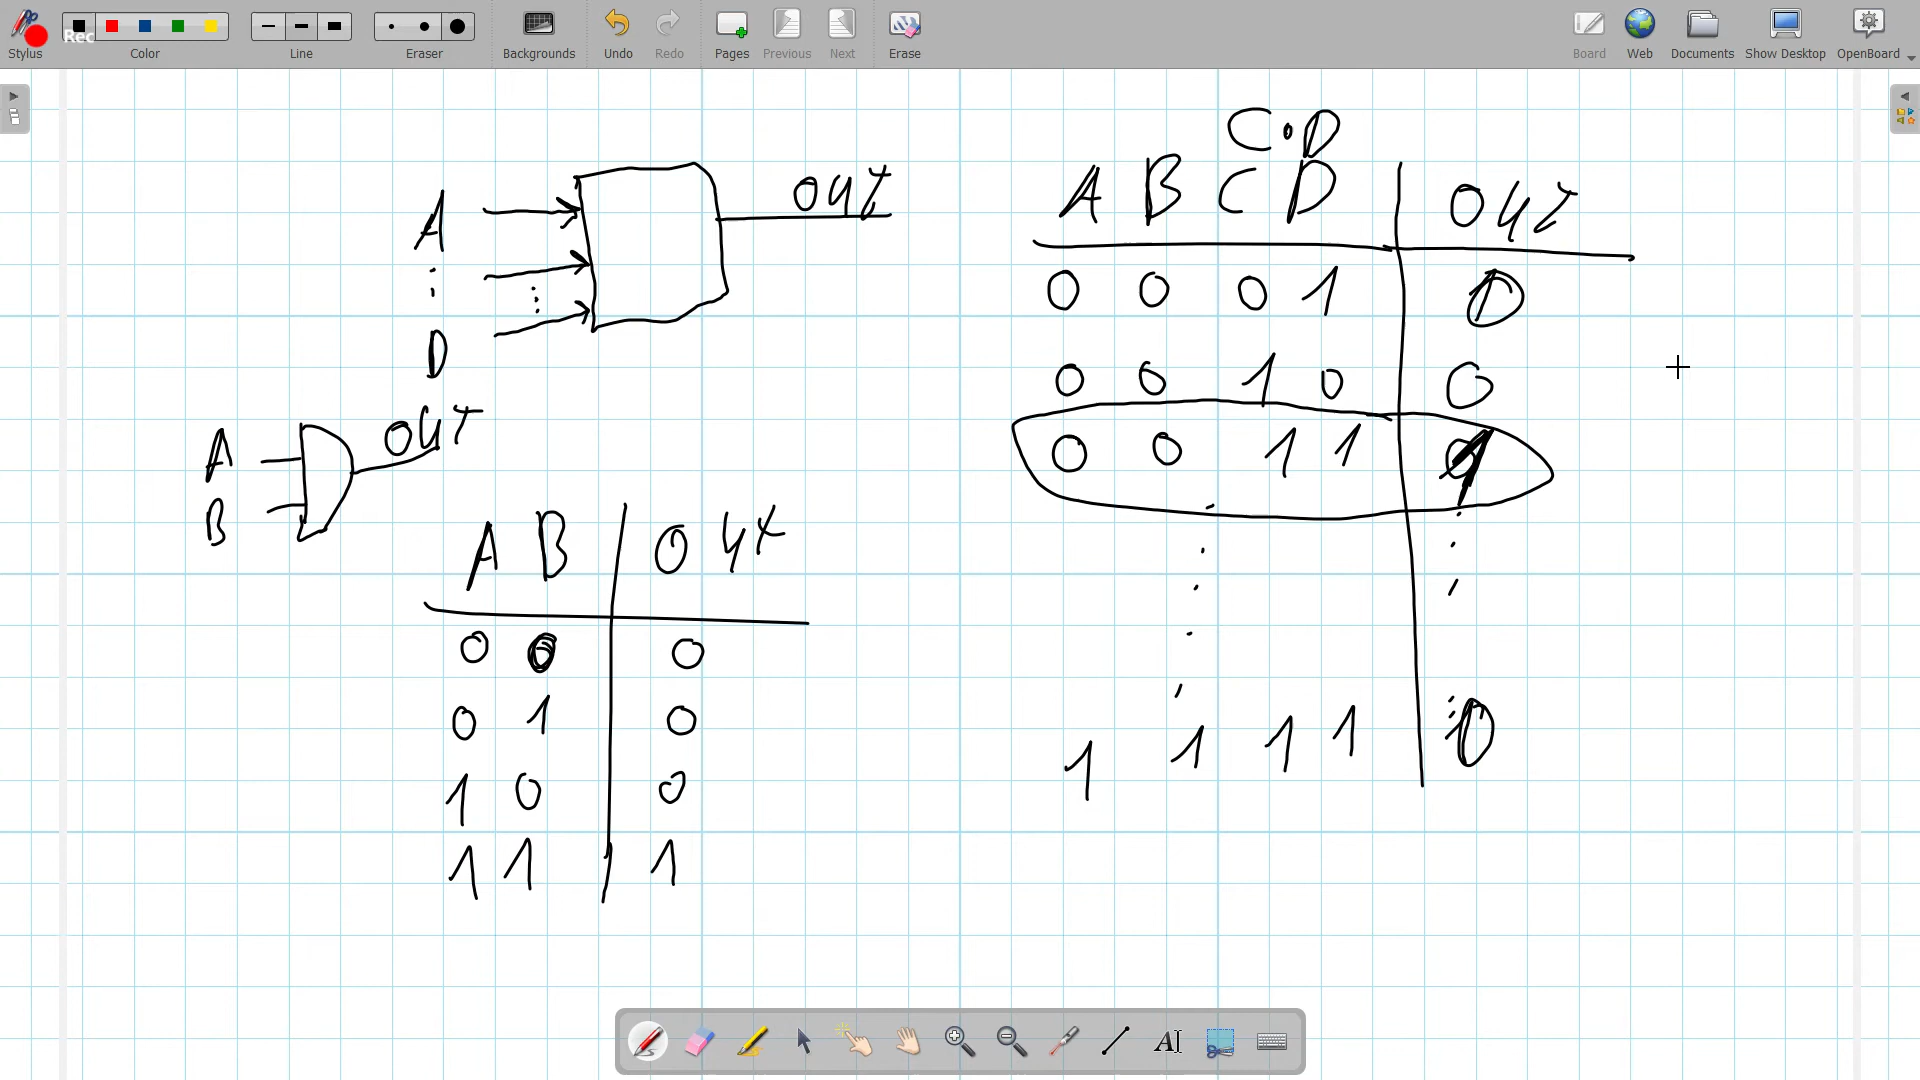 Rec
Stylus
Color
Line
Eraser
Backgrounds
Undo
Redo
Pages
Previous
Next
Erase
Board
Web
Documents
Show Desktop
OpenBoard
A
:
D
OUT
A
B
OUT
A B | OUT
0 0 | 0
0 1 | 0
1 0 | 0
1 1 | 1
C·D
A B C D | OUT
0 0 0 1
0 0 1 0 | 0
0 0 1 1
1 1 1 1
AI